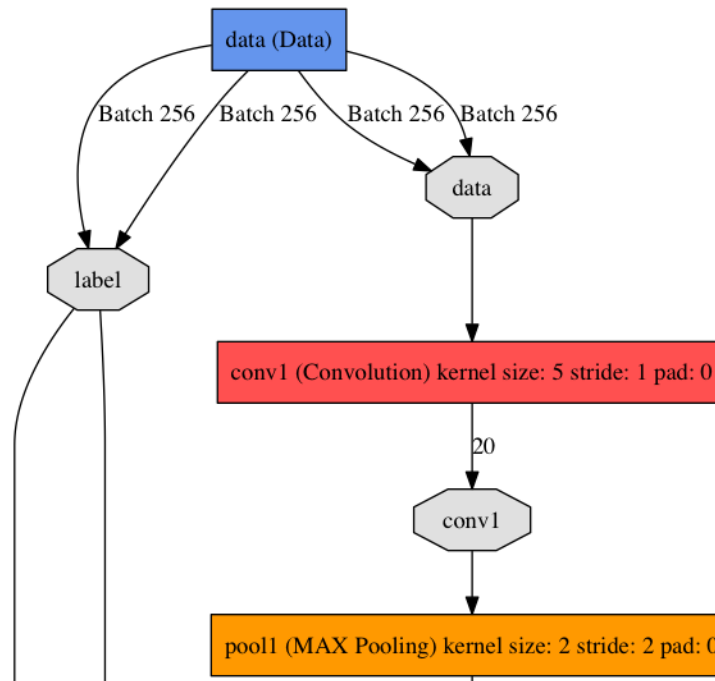 data (Data)
Batch 256
Batch 256
Batch 256
Batch 256
data
label
conv1 (Convolution) kernel size: 5 stride: 1 pad: 0
20
conv1
pool1 (MAX Pooling) kernel size: 2 stride: 2 pad: 0